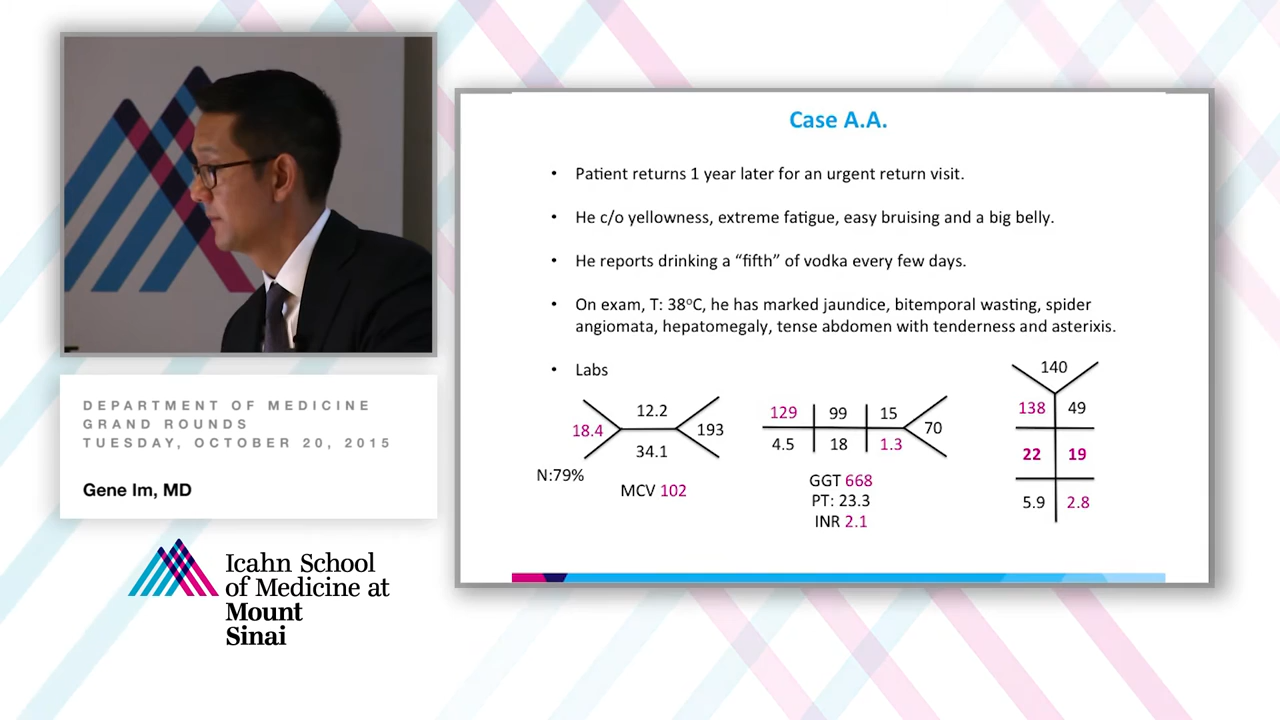 DEPARTMENT OF MEDICINE
GRAND ROUNDS
TUESDAY, OCTOBER 20, 2015
Gene Im, MD
Icahn School
of Medicine at
Mount
Sinai
Case A.A.
• Patient returns 1 year later for an urgent return visit.
• He c/o yellowness, extreme fatigue, easy bruising and a big belly.
• He reports drinking a “fifth” of vodka every few days.
• On exam, T: 38°C, he has marked jaundice, bitemporal wasting, spider
angiomata, hepatomegaly, tense abdomen with tenderness and asterixis.
• Labs
12.2
18.4 193
34.1
N:79%
MCV 102
129 99 15
70
4.5 18 1.3
GGT 668
PT: 23.3
INR 2.1
140
138 49
22 19
5.9 2.8